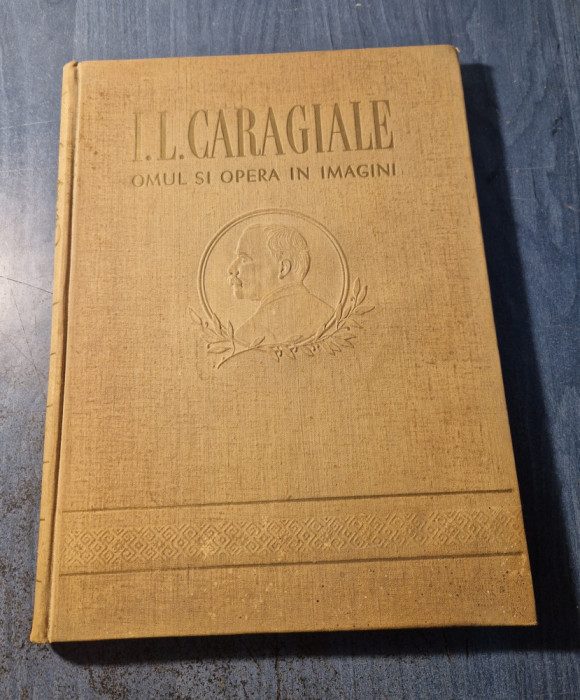 I.L. CARAGIALE
OMUL SI OPERA IN IMAGINI